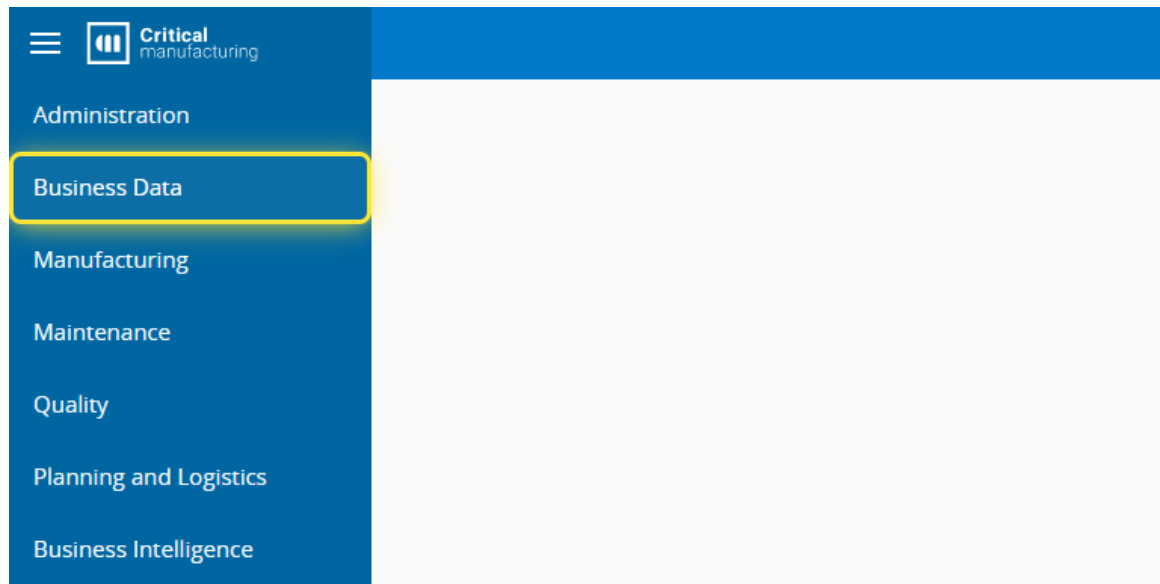 Critical
manufacturing
Administration
Business Data
Manufacturing
Maintenance
Quality
Planning and Logistics
Business Intelligence